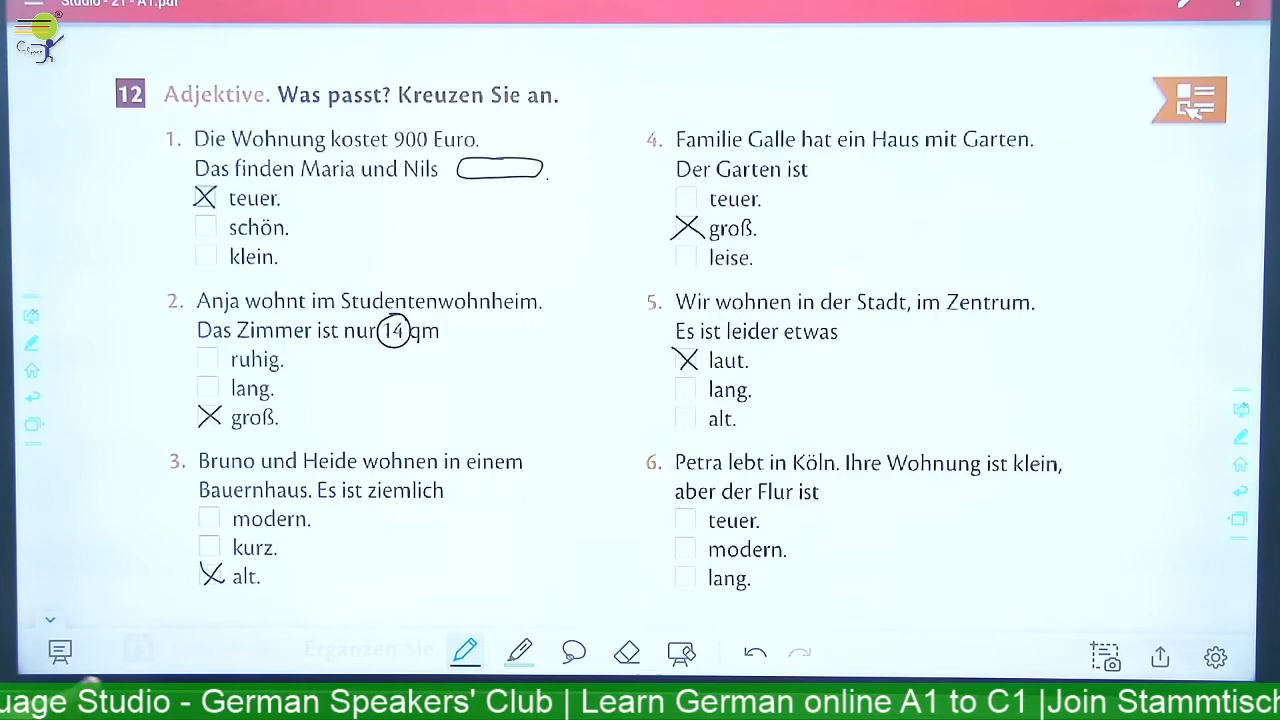 Studio - 21 - A1.pdf
12 Adjektive. Was passt? Kreuzen Sie an.
1. Die Wohnung kostet 900 Euro.
Das finden Maria und Nils .
teuer.
schön.
klein.
2. Anja wohnt im Studentenwohnheim.
Das Zimmer ist nur 14 qm
ruhig.
lang.
groß.
3. Bruno und Heide wohnen in einem
Bauernhaus. Es ist ziemlich
modern.
kurz.
alt.
4. Familie Galle hat ein Haus mit Garten.
Der Garten ist
teuer.
groß.
leise.
5. Wir wohnen in der Stadt, im Zentrum.
Es ist leider etwas
laut.
lang.
alt.
6. Petra lebt in Köln. Ihre Wohnung ist klein,
aber der Flur ist
teuer.
modern.
lang.
Ergänzen Sie.
uage Studio - German Speakers' Club | Learn German online A1 to C1 |Join Stammtisch